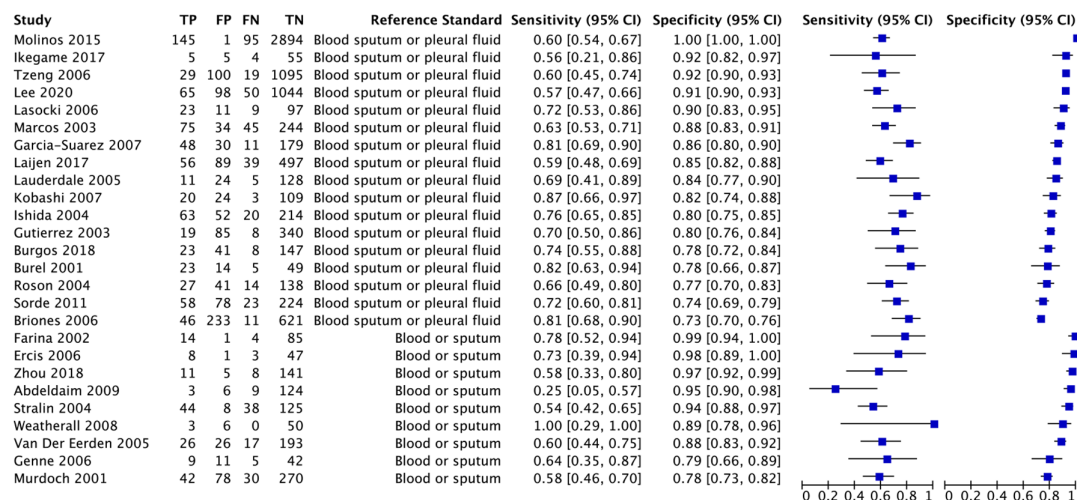 Study TP FP FN TN Reference Standard Sensitivity (95% CI) Specificity (95% CI) Sensitivity (95% CI) Specificity (95% CI)
Molinos 2015 145 1 95 2894 Blood sputum or pleural fluid 0.60 [0.54, 0.67] 1.00 [1.00, 1.00]
Ikegame 2017 5 5 4 55 Blood sputum or pleural fluid 0.56 [0.21, 0.86] 0.92 [0.82, 0.97]
Tzeng 2006 29 100 19 1095 Blood sputum or pleural fluid 0.60 [0.45, 0.74] 0.92 [0.90, 0.93]
Lee 2020 65 98 50 1044 Blood sputum or pleural fluid 0.57 [0.47, 0.66] 0.91 [0.90, 0.93]
Lasocki 2006 23 11 9 97 Blood sputum or pleural fluid 0.72 [0.53, 0.86] 0.90 [0.83, 0.95]
Marcos 2003 75 34 45 244 Blood sputum or pleural fluid 0.63 [0.53, 0.71] 0.88 [0.83, 0.91]
Garcia-Suarez 2007 48 30 11 179 Blood sputum or pleural fluid 0.81 [0.69, 0.90] 0.86 [0.80, 0.90]
Laijen 2017 56 89 39 497 Blood sputum or pleural fluid 0.59 [0.48, 0.69] 0.85 [0.82, 0.88]
Lauderdale 2005 11 24 5 128 Blood sputum or pleural fluid 0.69 [0.41, 0.89] 0.84 [0.77, 0.90]
Kobashi 2007 20 24 3 109 Blood sputum or pleural fluid 0.87 [0.66, 0.97] 0.82 [0.74, 0.88]
Ishida 2004 63 52 20 214 Blood sputum or pleural fluid 0.76 [0.65, 0.85] 0.80 [0.75, 0.85]
Gutierrez 2003 19 85 8 340 Blood sputum or pleural fluid 0.70 [0.50, 0.86] 0.80 [0.76, 0.84]
Burgos 2018 23 41 8 147 Blood sputum or pleural fluid 0.74 [0.55, 0.88] 0.78 [0.72, 0.84]
Burel 2001 23 14 5 49 Blood sputum or pleural fluid 0.82 [0.63, 0.94] 0.78 [0.66, 0.87]
Roson 2004 27 41 14 138 Blood sputum or pleural fluid 0.66 [0.49, 0.80] 0.77 [0.70, 0.83]
Sorde 2011 58 78 23 224 Blood sputum or pleural fluid 0.72 [0.60, 0.81] 0.74 [0.69, 0.79]
Briones 2006 46 233 11 621 Blood sputum or pleural fluid 0.81 [0.68, 0.90] 0.73 [0.70, 0.76]
Farina 2002 14 1 4 85 Blood or sputum 0.78 [0.52, 0.94] 0.99 [0.94, 1.00]
Ercis 2006 8 1 3 47 Blood or sputum 0.73 [0.39, 0.94] 0.98 [0.89, 1.00]
Zhou 2018 11 5 8 141 Blood or sputum 0.58 [0.33, 0.80] 0.97 [0.92, 0.99]
Abdeldaim 2009 3 6 9 124 Blood or sputum 0.25 [0.05, 0.57] 0.95 [0.90, 0.98]
Stralin 2004 44 8 38 125 Blood or sputum 0.54 [0.42, 0.65] 0.94 [0.88, 0.97]
Weatherall 2008 3 6 0 50 Blood or sputum 1.00 [0.29, 1.00] 0.89 [0.78, 0.96]
Van Der Eerden 2005 26 26 17 193 Blood or sputum 0.60 [0.44, 0.75] 0.88 [0.83, 0.92]
Genne 2006 9 11 5 42 Blood or sputum 0.64 [0.35, 0.87] 0.79 [0.66, 0.89]
Murdoch 2001 42 78 30 270 Blood or sputum 0.58 [0.46, 0.70] 0.78 [0.73, 0.82]
0 0.2 0.4 0.6 0.8 1 0 0.2 0.4 0.6 0.8 1